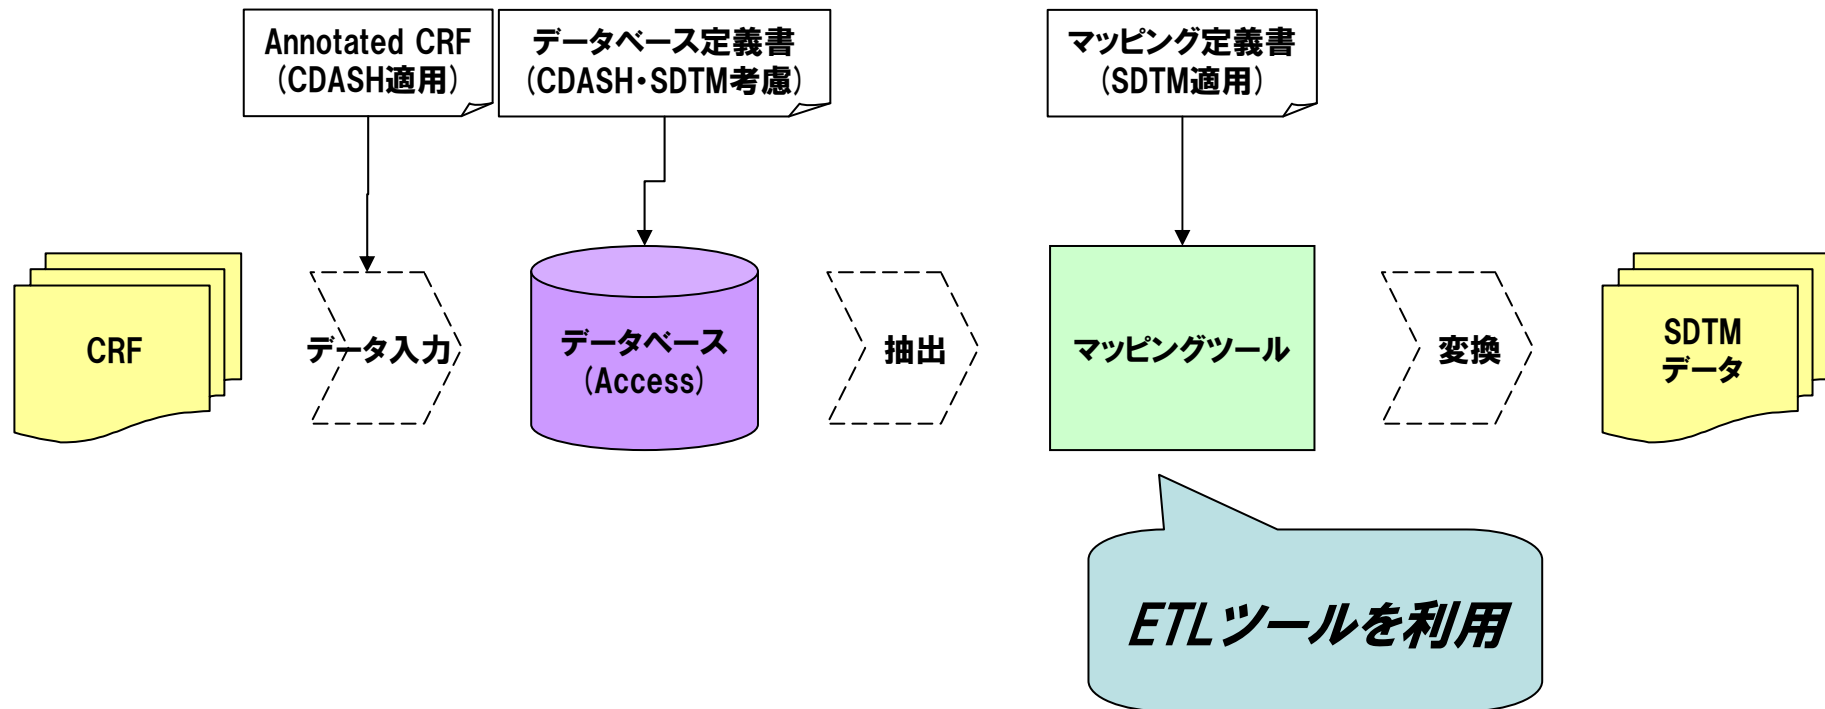 Annotated CRF
(CDASH適用)
データベース定義書
(CDASH・SDTM考慮)
マッピング定義書
(SDTM適用)
CRF
データ入力
データベース
(Access)
抽出
マッピングツール
変換
SDTM
データ
ETLツールを利用